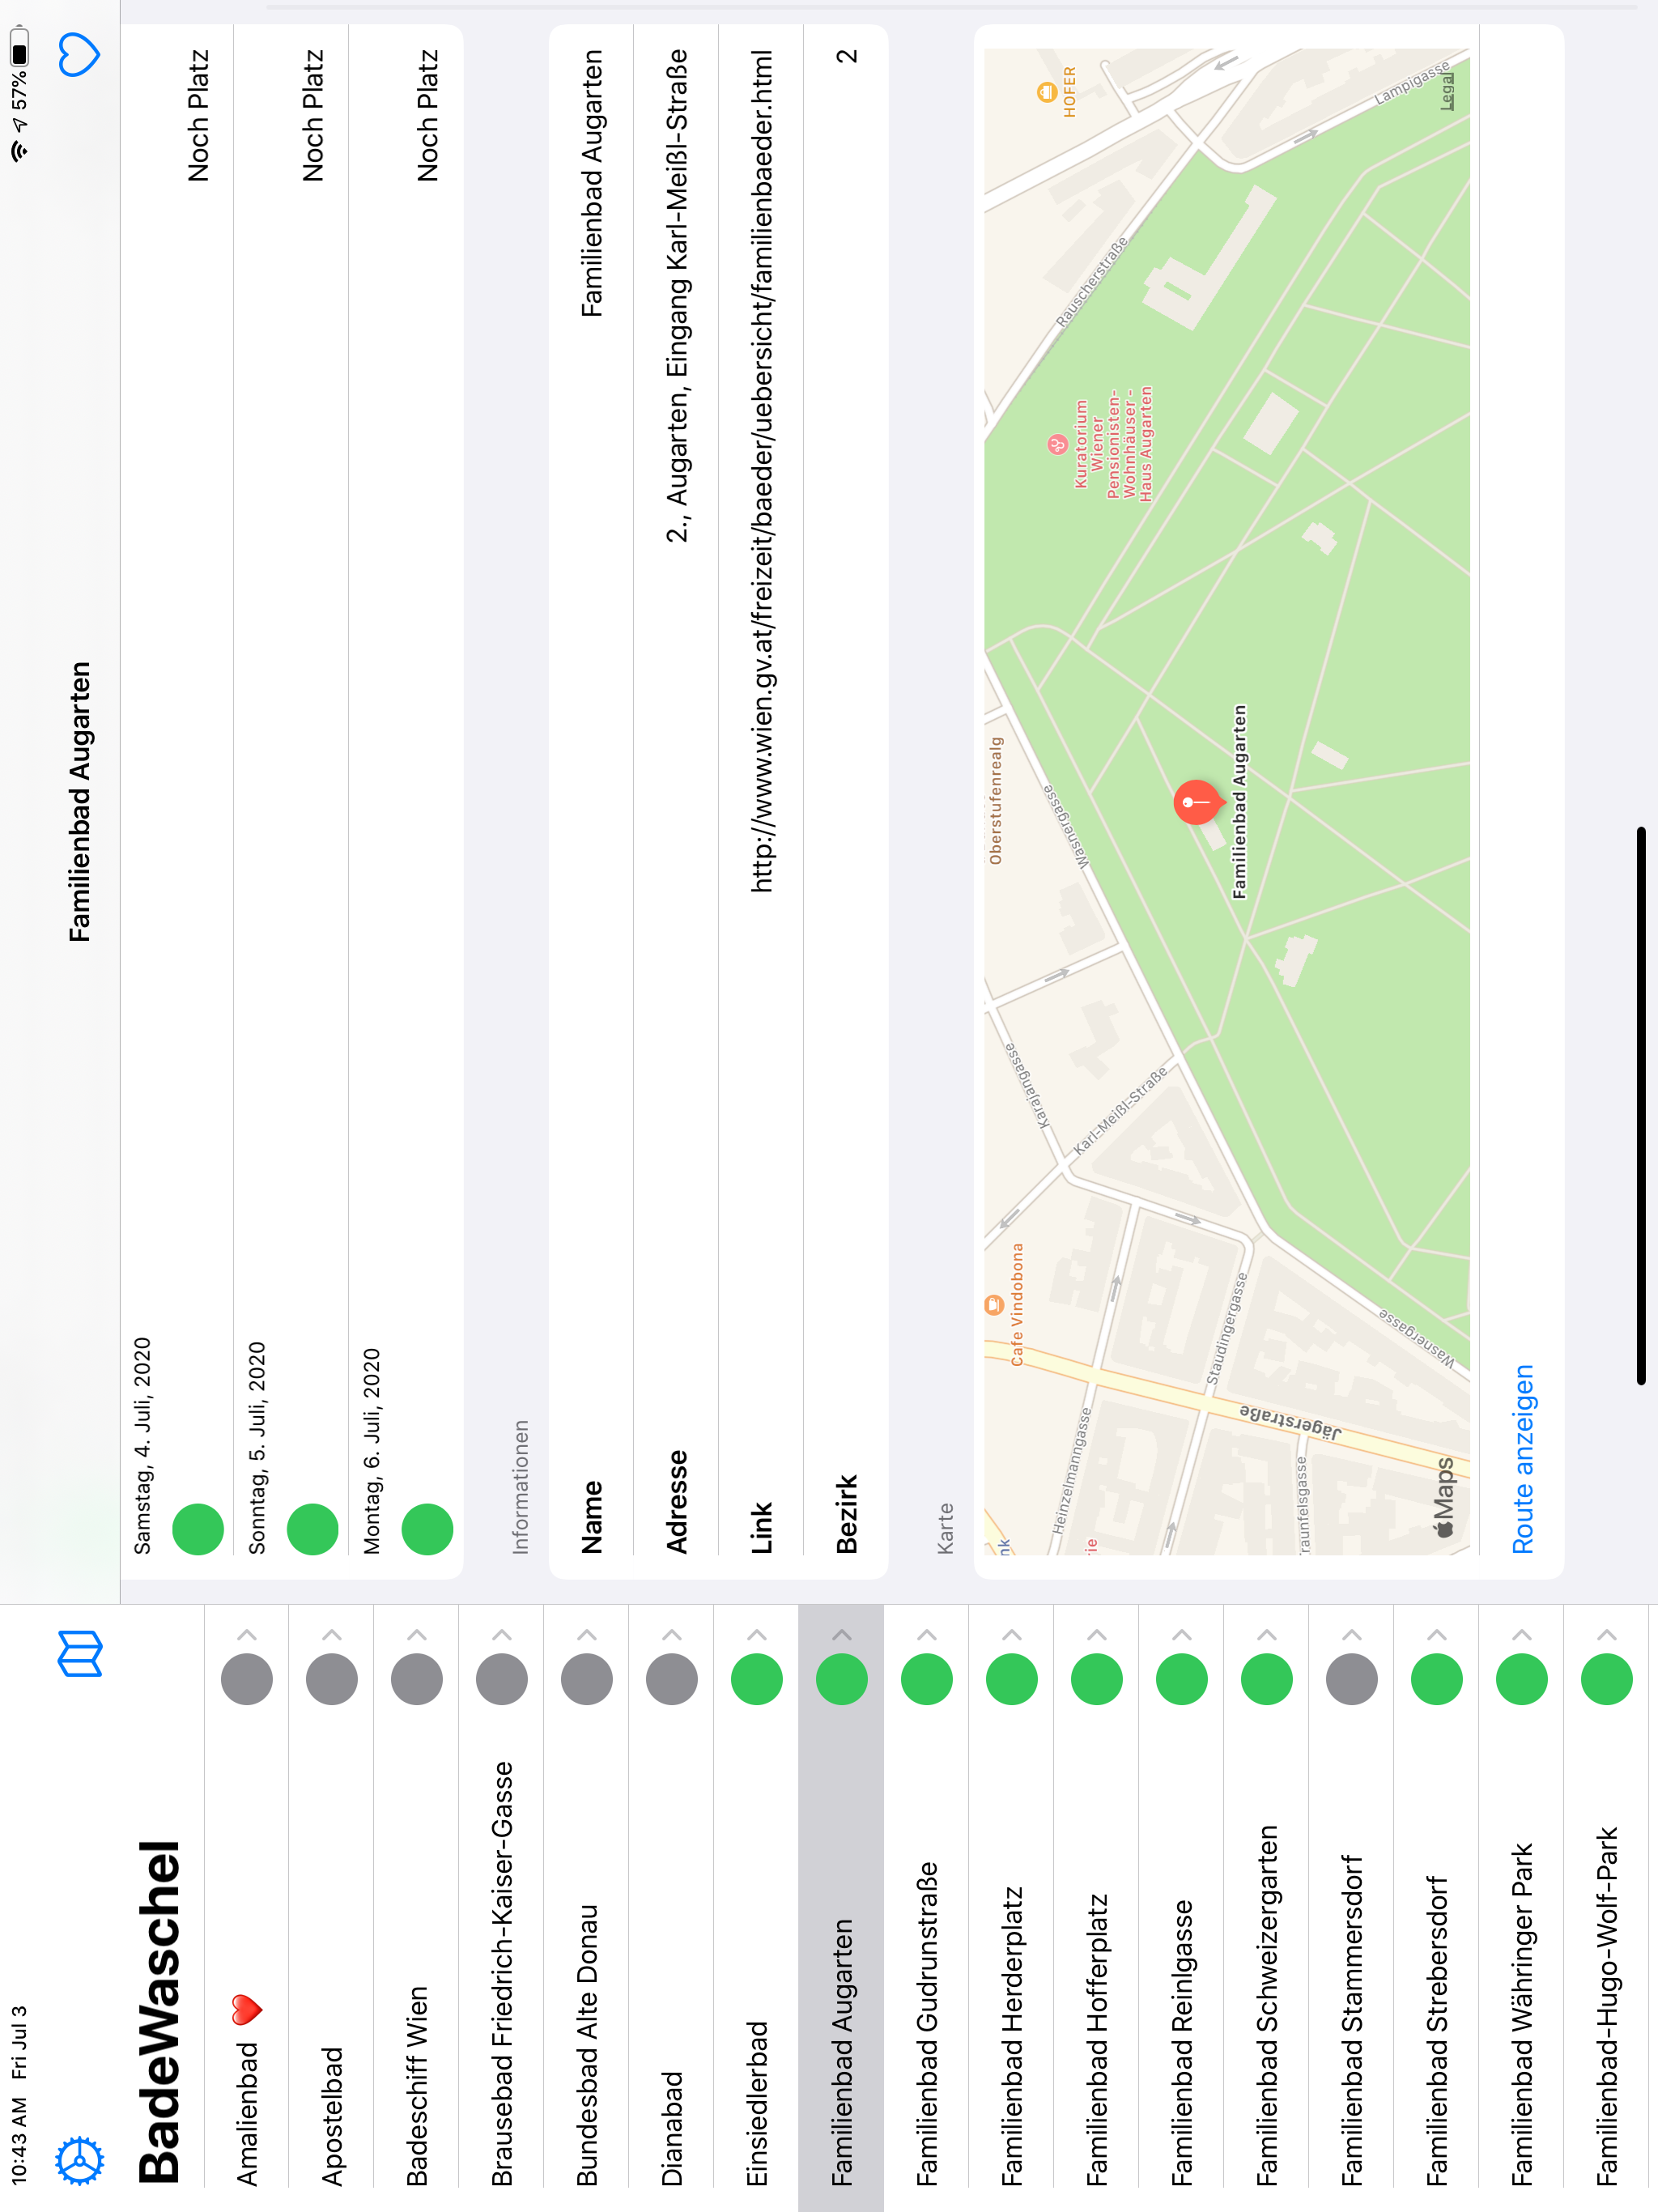 10:43 AM Fri Jul 3
57%
BadeWaschel
Amalienbad ❤️
Apostelbad
Badeschiff Wien
Brausebad Friedrich-Kaiser-Gasse
Bundesbad Alte Donau
Dianabad
Einsiedlerbad
Familienbad Augarten
Familienbad Gudrunstraße
Familienbad Herderplatz
Familienbad Hofferplatz
Familienbad Reinlgasse
Familienbad Schweizergarten
Familienbad Stammersdorf
Familienbad Strebersdorf
Familienbad Währinger Park
Familienbad-Hugo-Wolf-Park
Familienbad Augarten
Samstag, 4. Juli, 2020
Noch Platz
Sonntag, 5. Juli, 2020
Noch Platz
Montag, 6. Juli, 2020
Noch Platz
Informationen
Name Familienbad Augarten
Adresse 2., Augarten, Eingang Karl-Meißl-Straße
Link http://www.wien.gv.at/freizeit/baeder/uebersicht/familienbaeder.html
Bezirk 2
Karte
nk
Cafe Vindobona
Oberstufenrealg
HOFER
Karajangasse
Wasnergasse
Kuratorium
Wiener
Pensionisten-
Wohnhäuser -
Haus Augarten
Rauscherstraße
Heinzelmanngasse
rie
Karl-Meißl-Straße
Staudingergasse
Familienbad Augarten
Jägerstraße
raunfelsgasse
Wasnergasse
Lampigasse
Maps
Legal
Route anzeigen